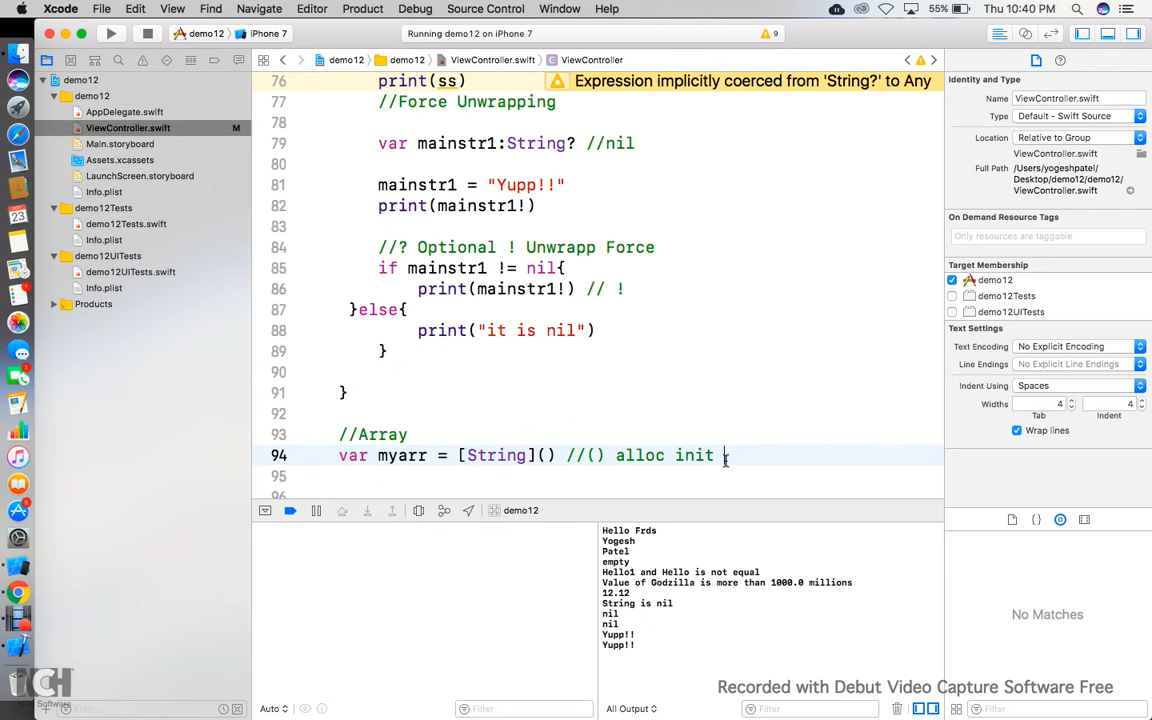 Xcode File Edit View Find Navigate Editor Product Debug Source Control Window Help 55% Thu 10:40 PM
demo12 iPhone 7
Running demo12 on iPhone 7
9
demo12 demo12 ViewController.swift ViewController
demo12
demo12
AppDelegate.swift
ViewController.swift M
Main.storyboard
Assets.xcassets
LaunchScreen.storyboard
Info.plist
demo12Tests
demo12Tests.swift
Info.plist
demo12UITests
demo12UITests.swift
Info.plist
Products
76 print(ss) Expression implicitly coerced from 'String?' to Any
77 //Force Unwrapping
78
79 var mainstr1:String? //nil
80
81 mainstr1 = "Yupp!!"
82 print(mainstr1!)
83
84 //? Optional ! Unwrapp Force
85 if mainstr1 != nil{
86 print(mainstr1!) // !
87 }else{
88 print("it is nil")
89 }
90
91 }
92
93 //Array
94 var myarr = [String]() //() alloc init
95
96
Identity and Type
Name ViewController.swift
Type Default - Swift Source
Location Relative to Group
ViewController.swift
Full Path /Users/yogeshpatel/
Desktop/demo12/demo12/
ViewController.swift
On Demand Resource Tags
Only resources are taggable
Target Membership
demo12
demo12Tests
demo12UITests
Text Settings
Text Encoding No Explicit Encoding
Line Endings No Explicit Line Endings
Indent Using Spaces
Widths 4 4
Tab Indent
Wrap lines
No Matches
demo12
Hello Frds
Yogesh
Patel
empty
Hello1 and Hello is not equal
Value of Godzilla is more than 1000.0 millions
12.12
String is nil
nil
nil
Yupp!!
Yupp!!
Auto Filter All Output Filter Filter
Filter
23
NCH
Software
Recorded with Debut Video Capture Software Free